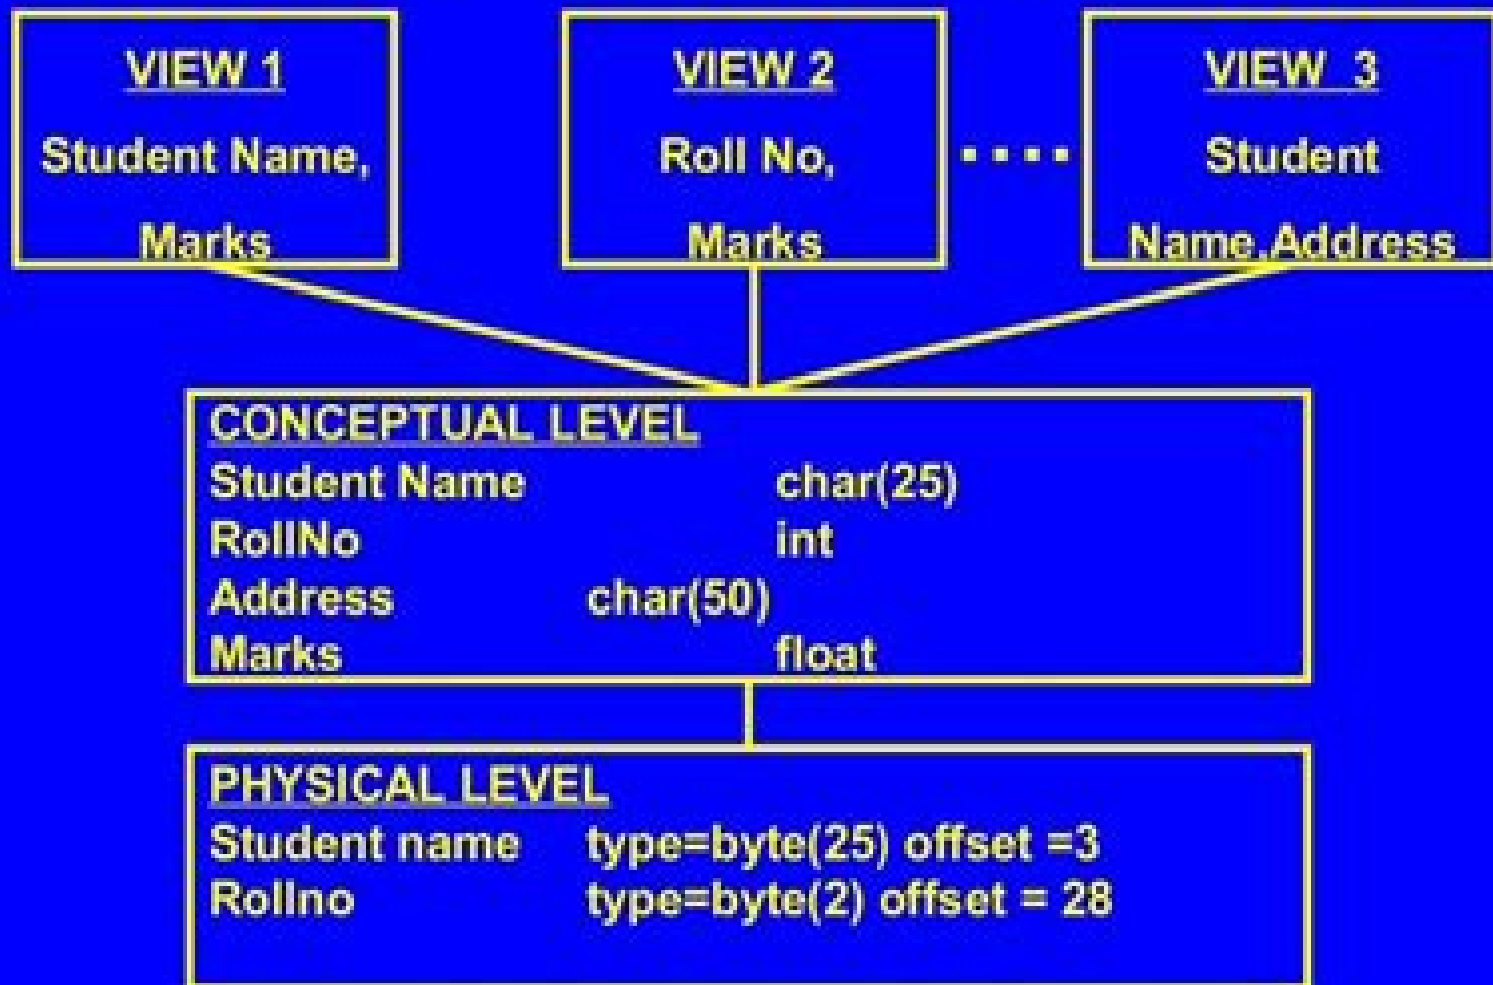 VIEW 1
Student Name,
Marks
VIEW 2
Roll No,
Marks
....
VIEW 3
Student
Name,Address
CONCEPTUAL LEVEL
Student Name char(25)
RollNo int
Address char(50)
Marks float
PHYSICAL LEVEL
Student name type=byte(25) offset =3
Rollno type=byte(2) offset = 28